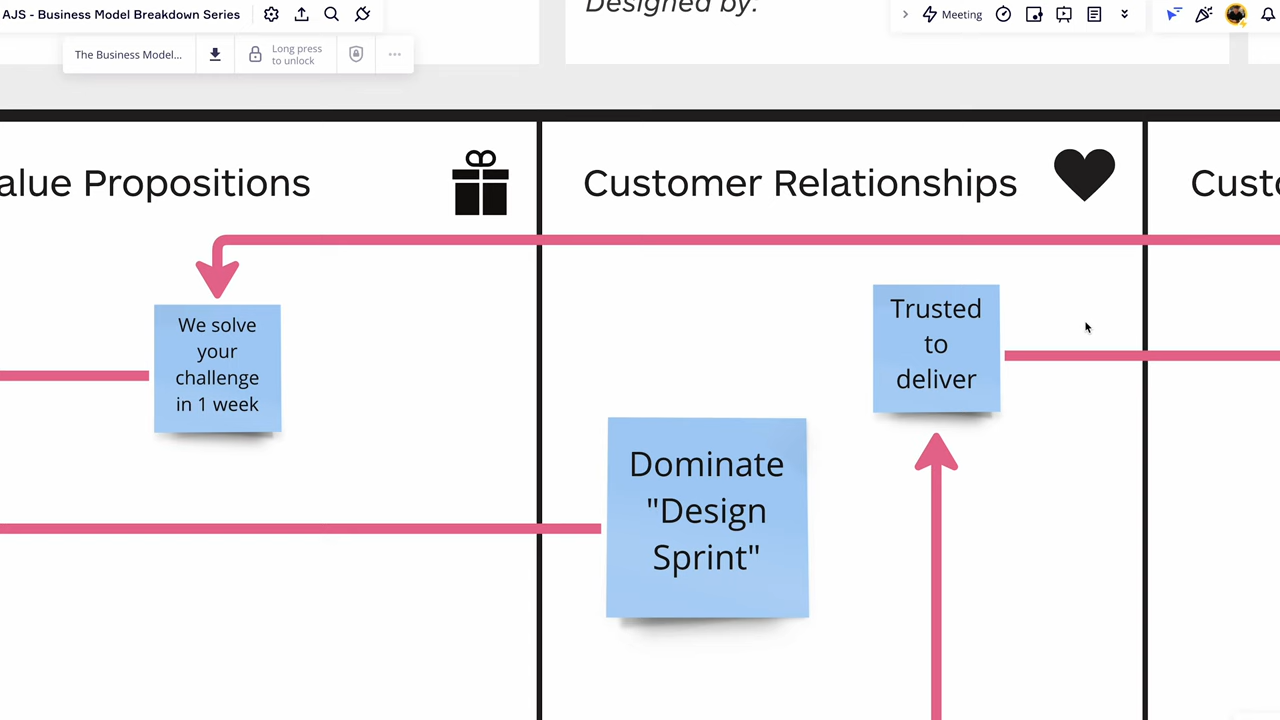 Designed by:
AJS - Business Model Breakdown Series
Meeting
The Business Model...
Long press
to unlock
alue Propositions
Customer Relationships
Custo
We solve
your
challenge
in 1 week
Trusted
to
deliver
Dominate
"Design
Sprint"